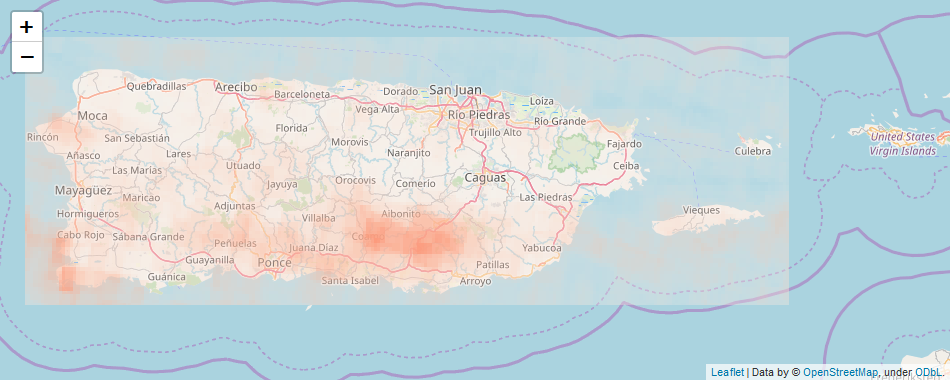 +
−
Quebradillas
Arecibo
Barceloneta
Dorado
San Juan
Loíza
Moca
Vega Alta
Río Piedras
Río Grande
Rincón
San Sebastián
Florida
Trujillo Alto
Fajardo
United States
Virgin Islands
Añasco
Lares
Morovis
Naranjito
Culebra
Las Marías
Utuado
Ceiba
Mayagüez
Maricao
Jayuya
Orocovis
Comerío
Caguas
Las Piedras
Hormigueros
Adjuntas
Villalba
Aibonito
Vieques
Cabo Rojo
Sábana Grande
Peñuelas
Juana Díaz
Yabucoa
Guayanilla
Ponce
Patillas
Guánica
Santa Isabel
Arroyo
Leaflet | Data by © OpenStreetMap, under ODbL.